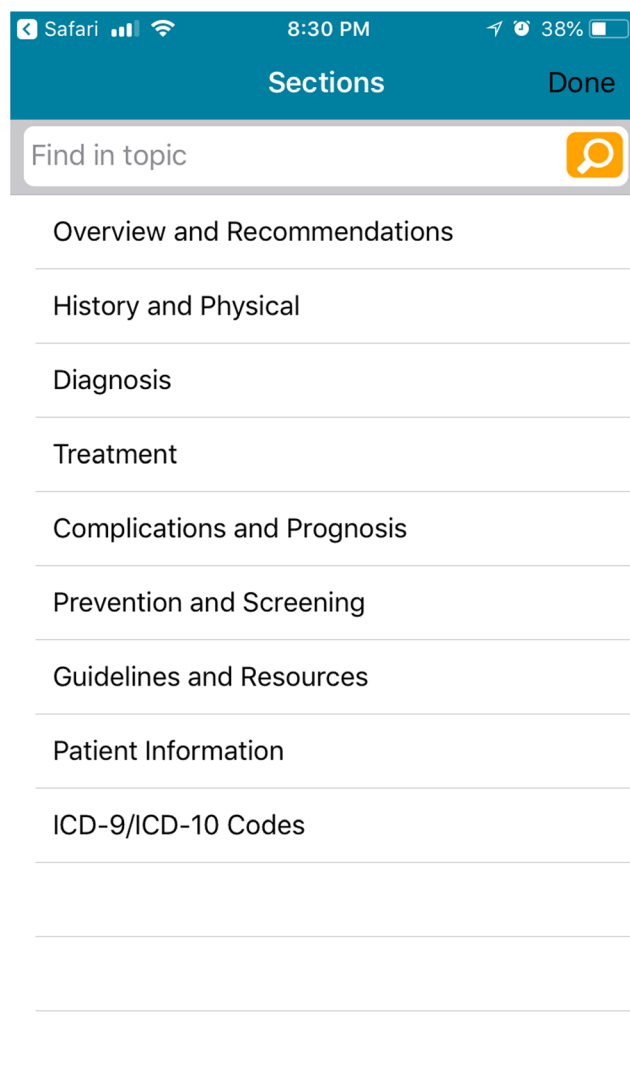 Safari 8:30 PM 38%
Sections Done
Find in topic
Overview and Recommendations
History and Physical
Diagnosis
Treatment
Complications and Prognosis
Prevention and Screening
Guidelines and Resources
Patient Information
ICD-9/ICD-10 Codes